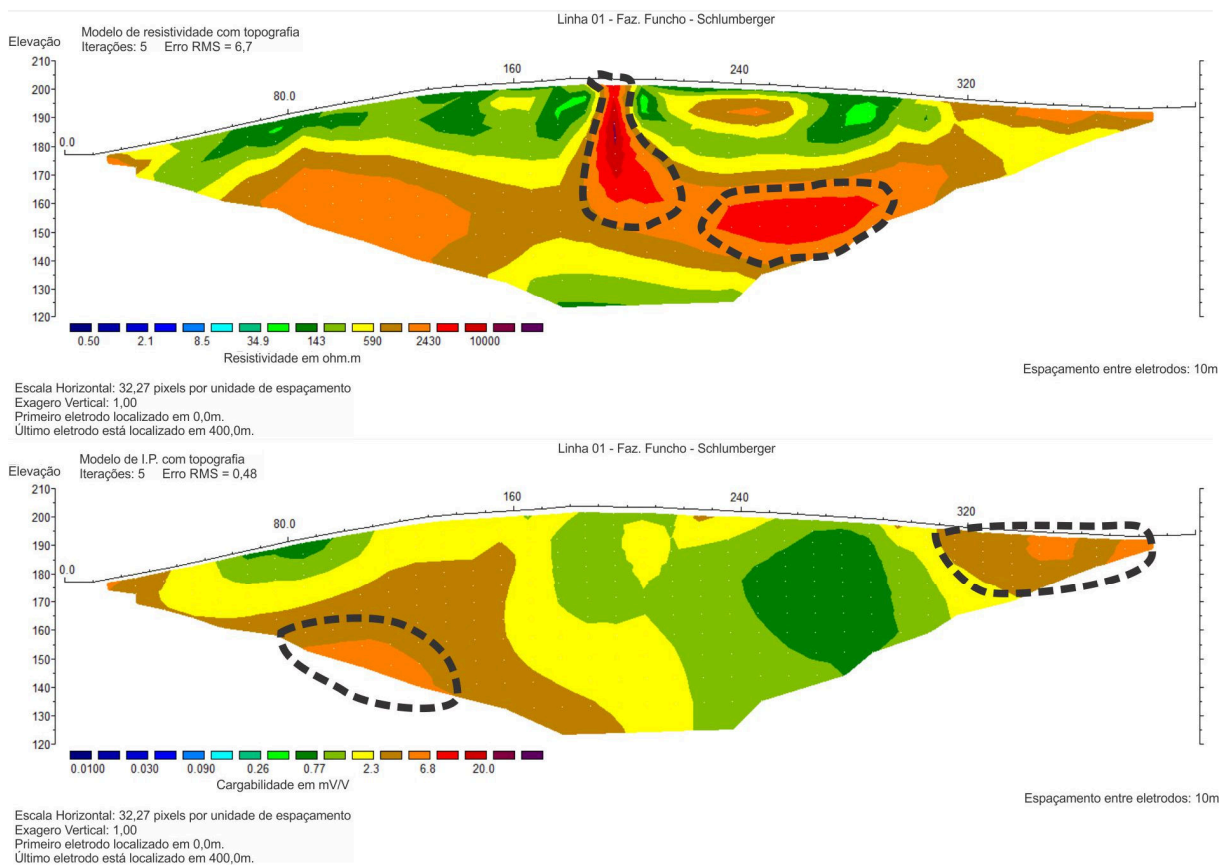 Linha 01 - Faz. Funcho - Schlumberger
Modelo de resistividade com topografia
Elevação
Iterações: 5 Erro RMS = 6,7
210
200
190
180
170
160
150
140
130
120
0.0
80.0
160
240
320
0.50 2.1 8.5 34.9 143 590 2430 10000
Resistividade em ohm.m
Espaçamento entre eletrodos: 10m
Escala Horizontal: 32,27 pixels por unidade de espaçamento
Exagero Vertical: 1,00
Primeiro eletrodo localizado em 0,0m.
Último eletrodo está localizado em 400,0m.
Linha 01 - Faz. Funcho - Schlumberger
Modelo de I.P. com topografia
Elevação
Iterações: 5 Erro RMS = 0,48
210
200
190
180
170
160
150
140
130
120
0.0
80.0
160
240
320
0.0100 0.030 0.090 0.26 0.77 2.3 6.8 20.0
Cargabilidade em mV/V
Espaçamento entre eletrodos: 10m
Escala Horizontal: 32,27 pixels por unidade de espaçamento
Exagero Vertical: 1,00
Primeiro eletrodo localizado em 0,0m.
Último eletrodo está localizado em 400,0m.